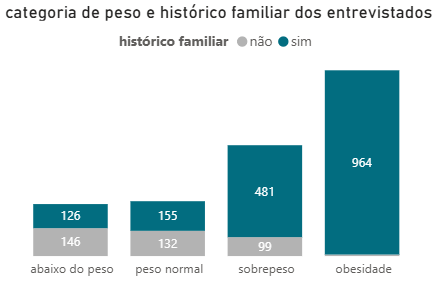 categoria de peso e histórico familiar dos entrevistados
histórico familiar não sim
964
481
126 155
146 132 99
abaixo do peso peso normal sobrepeso obesidade